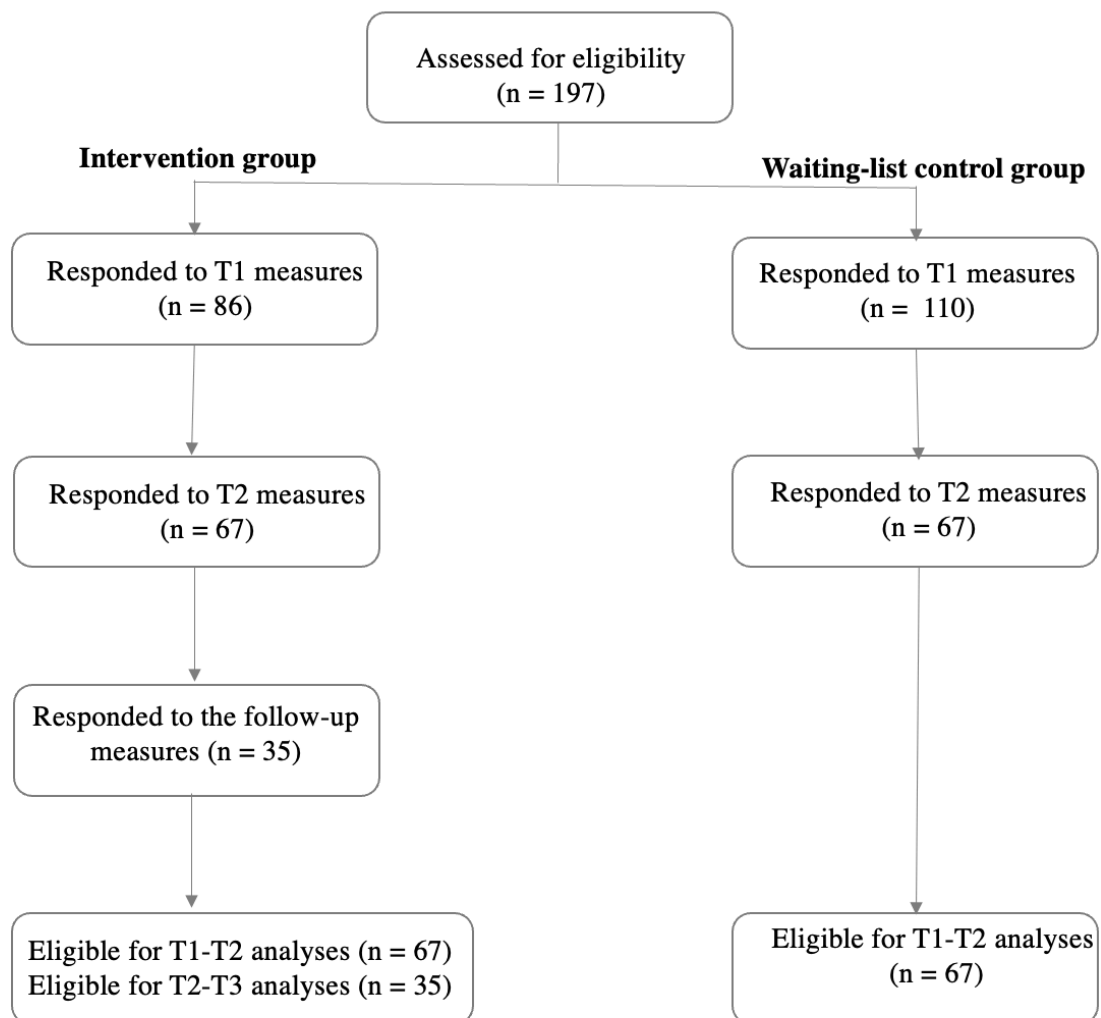 Assessed for eligibility
(n = 197)
Intervention group
Waiting-list control group
Responded to T1 measures
(n = 86)
Responded to T1 measures
(n =  110)
Responded to T2 measures
(n = 67)
Responded to T2 measures
(n = 67)
Responded to the follow-up
measures (n = 35)
Eligible for T1-T2 analyses (n = 67)
Eligible for T2-T3 analyses (n = 35)
Eligible for T1-T2 analyses
(n = 67)